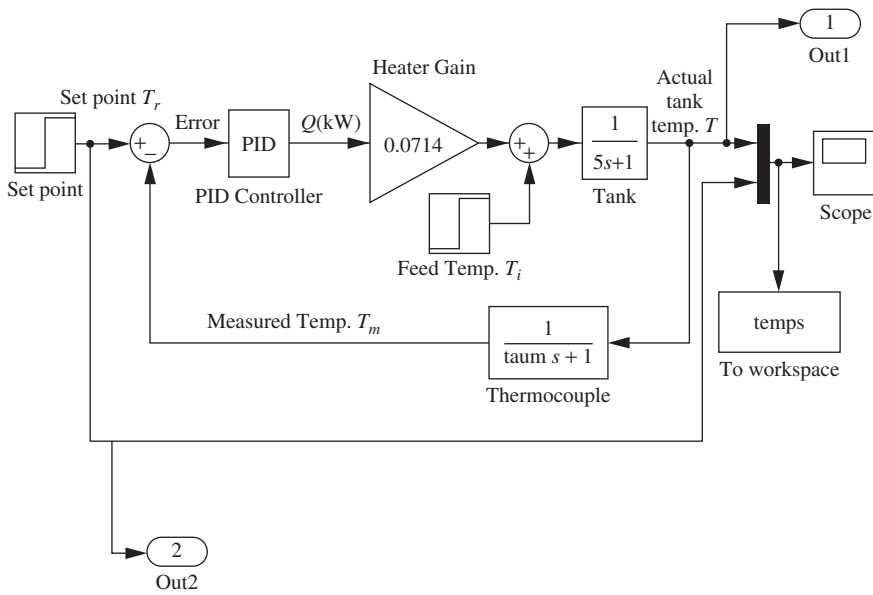 1
Out1
Heater Gain
Actual
tank
temp. T
Set point T_r
Error
Q(kW)
+
−
PID
0.0714
+
+
1
5s+1
Set point
PID Controller
Tank
Scope
Feed Temp. T_i
Measured Temp. T_m
1
taum s + 1
temps
Thermocouple
To workspace
2
Out2